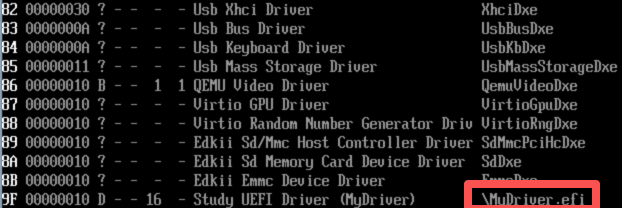 82 00000030 ? - - - - Usb Xhci Driver XhciDxe
83 0000000A ? - - - - Usb Bus Driver UsbBusDxe
84 0000000A ? - - - - Usb Keyboard Driver UsbKbDxe
85 00000011 ? - - - - Usb Mass Storage Driver UsbMassStorageDxe
86 00000010 B - - 1 1 QEMU Video Driver QemuVideoDxe
87 00000010 ? - - - - Virtio GPU Driver VirtioGpuDxe
88 00000010 ? - - - - Virtio Random Number Generator Driv VirtioRngDxe
89 00000010 ? - - - - Edkii Sd/Mmc Host Controller Driver SdMmcPciHcDxe
8A 00000010 ? - - - - Edkii Sd Memory Card Device Driver SdDxe
8B 00000010 ? - - - - Edkii Emmc Device Driver EmmcDxe
9F 00000010 D - - 16 - Study UEFI Driver (MyDriver) \MyDriver.efi